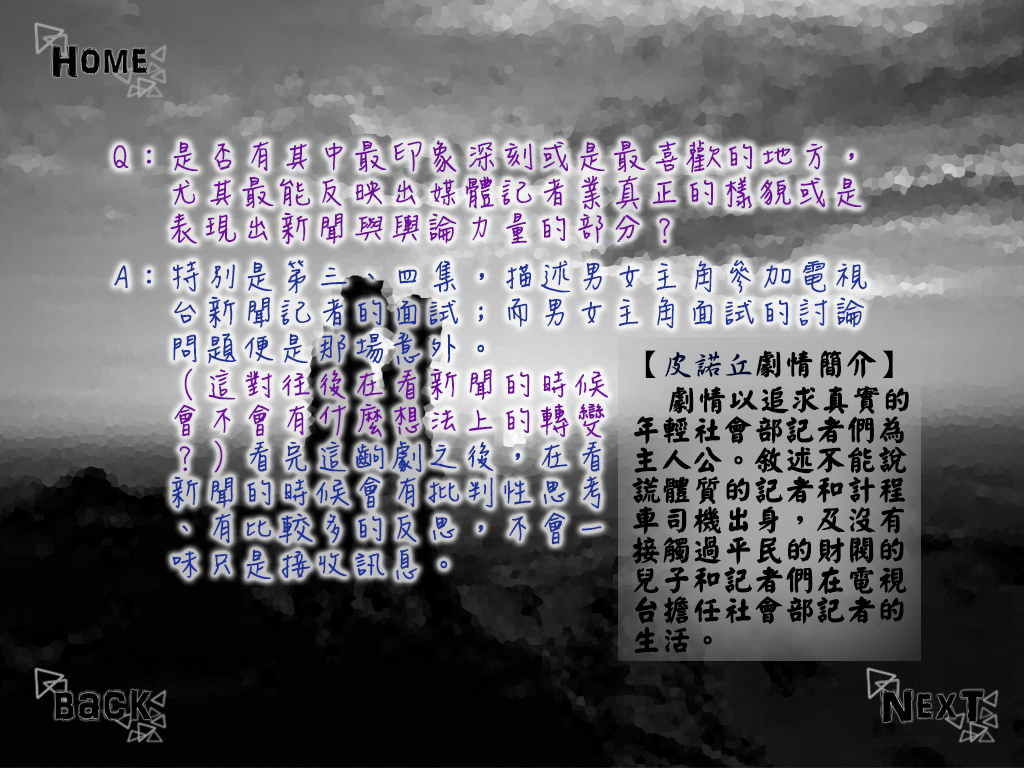 HOME
Q：是否有其中最印象深刻或是最喜歡的地方，
尤其最能反映出媒體記者業真正的樣貌或是
表現出新聞與輿論力量的部分？
A：特別是第三、四集，描述男女主角參加電視
台新聞記者的面試；而男女主角面試的討論
問題便是那場意外。
（這對往後在看新聞的時候
會不會有什麼想法上的轉變
？）看完這齣劇之後，在看
新聞的時候會有批判性思考
、有比較多的反思，不會一
味只是接收訊息。
【皮諾丘劇情簡介】
劇情以追求真實的
年輕社會部記者們為
主人公。敘述不能說
謊體質的記者和計程
車司機出身，及沒有
接觸過平民的財閥的
兒子和記者們在電視
台擔任社會部記者的
生活。
BaCK
NEXT